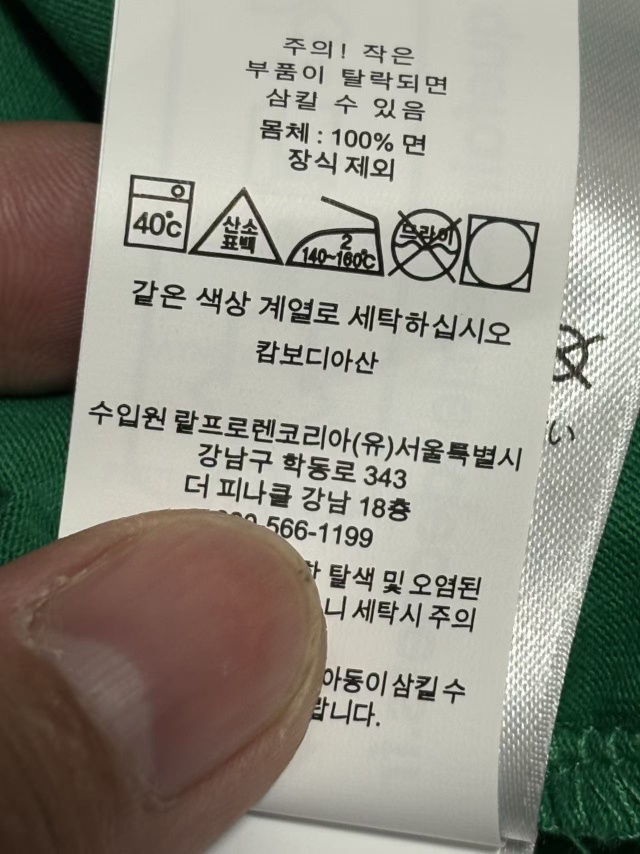 주의! 작은
부품이 탈락되면
삼킬 수 있음
몸체 : 100% 면
장식 제외
40℃ 산소 표백 2 140~160℃ 드라이
같은 색상 계열로 세탁하십시오
캄보디아산
수입원 랄프로렌코리아(유)서울특별시
강남구 학동로 343
더 피나클 강남 18층
566-1199
탈색 및 오염된
니 세탁시 주의
아동이 삼킬 수
랍니다.
い